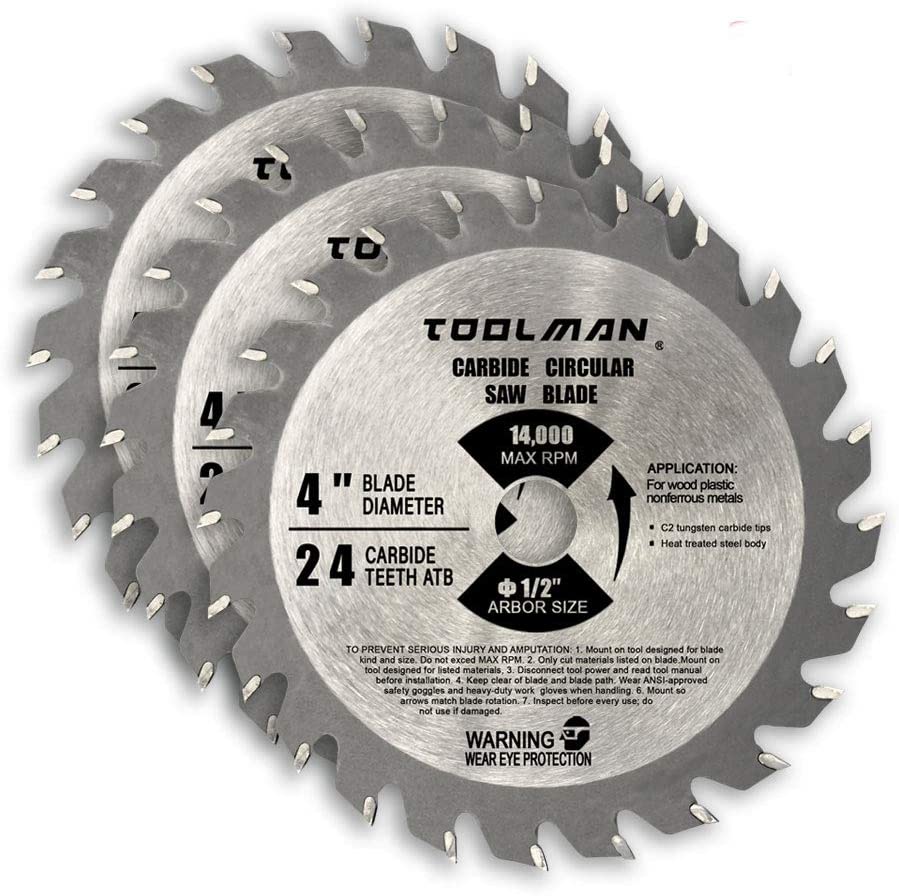 TO
TOOLMAN®
CARBIDE CIRCULAR
SAW BLADE
14,000
MAX RPM
4" BLADE
DIAMETER
24 CARBIDE
TEETH ATB
APPLICATION:
For wood plastic
nonferrous metals
▪ C2 tungsten carbide tips
▪ Heat treated steel body
Φ 1/2"
ARBOR SIZE
4
TO PREVENT SERIOUS INJURY AND AMPUTATION: 1. Mount on tool designed for blade
kind and size. Do not exced MAX RPM. 2. Only cut materials listed on blade.Mount on
tool designed for listed materials. 3. Disconnect tool power and read tool manual
before installation. 4. Keep clear of blade and blade path. Wear ANSI-approved
safety goggles and heavy-duty work gloves when handling. 6. Mount so
arrows match blade rotation. 7. Inspect before every use; do
not use if damaged.
WARNING
WEAR EYE PROTECTION